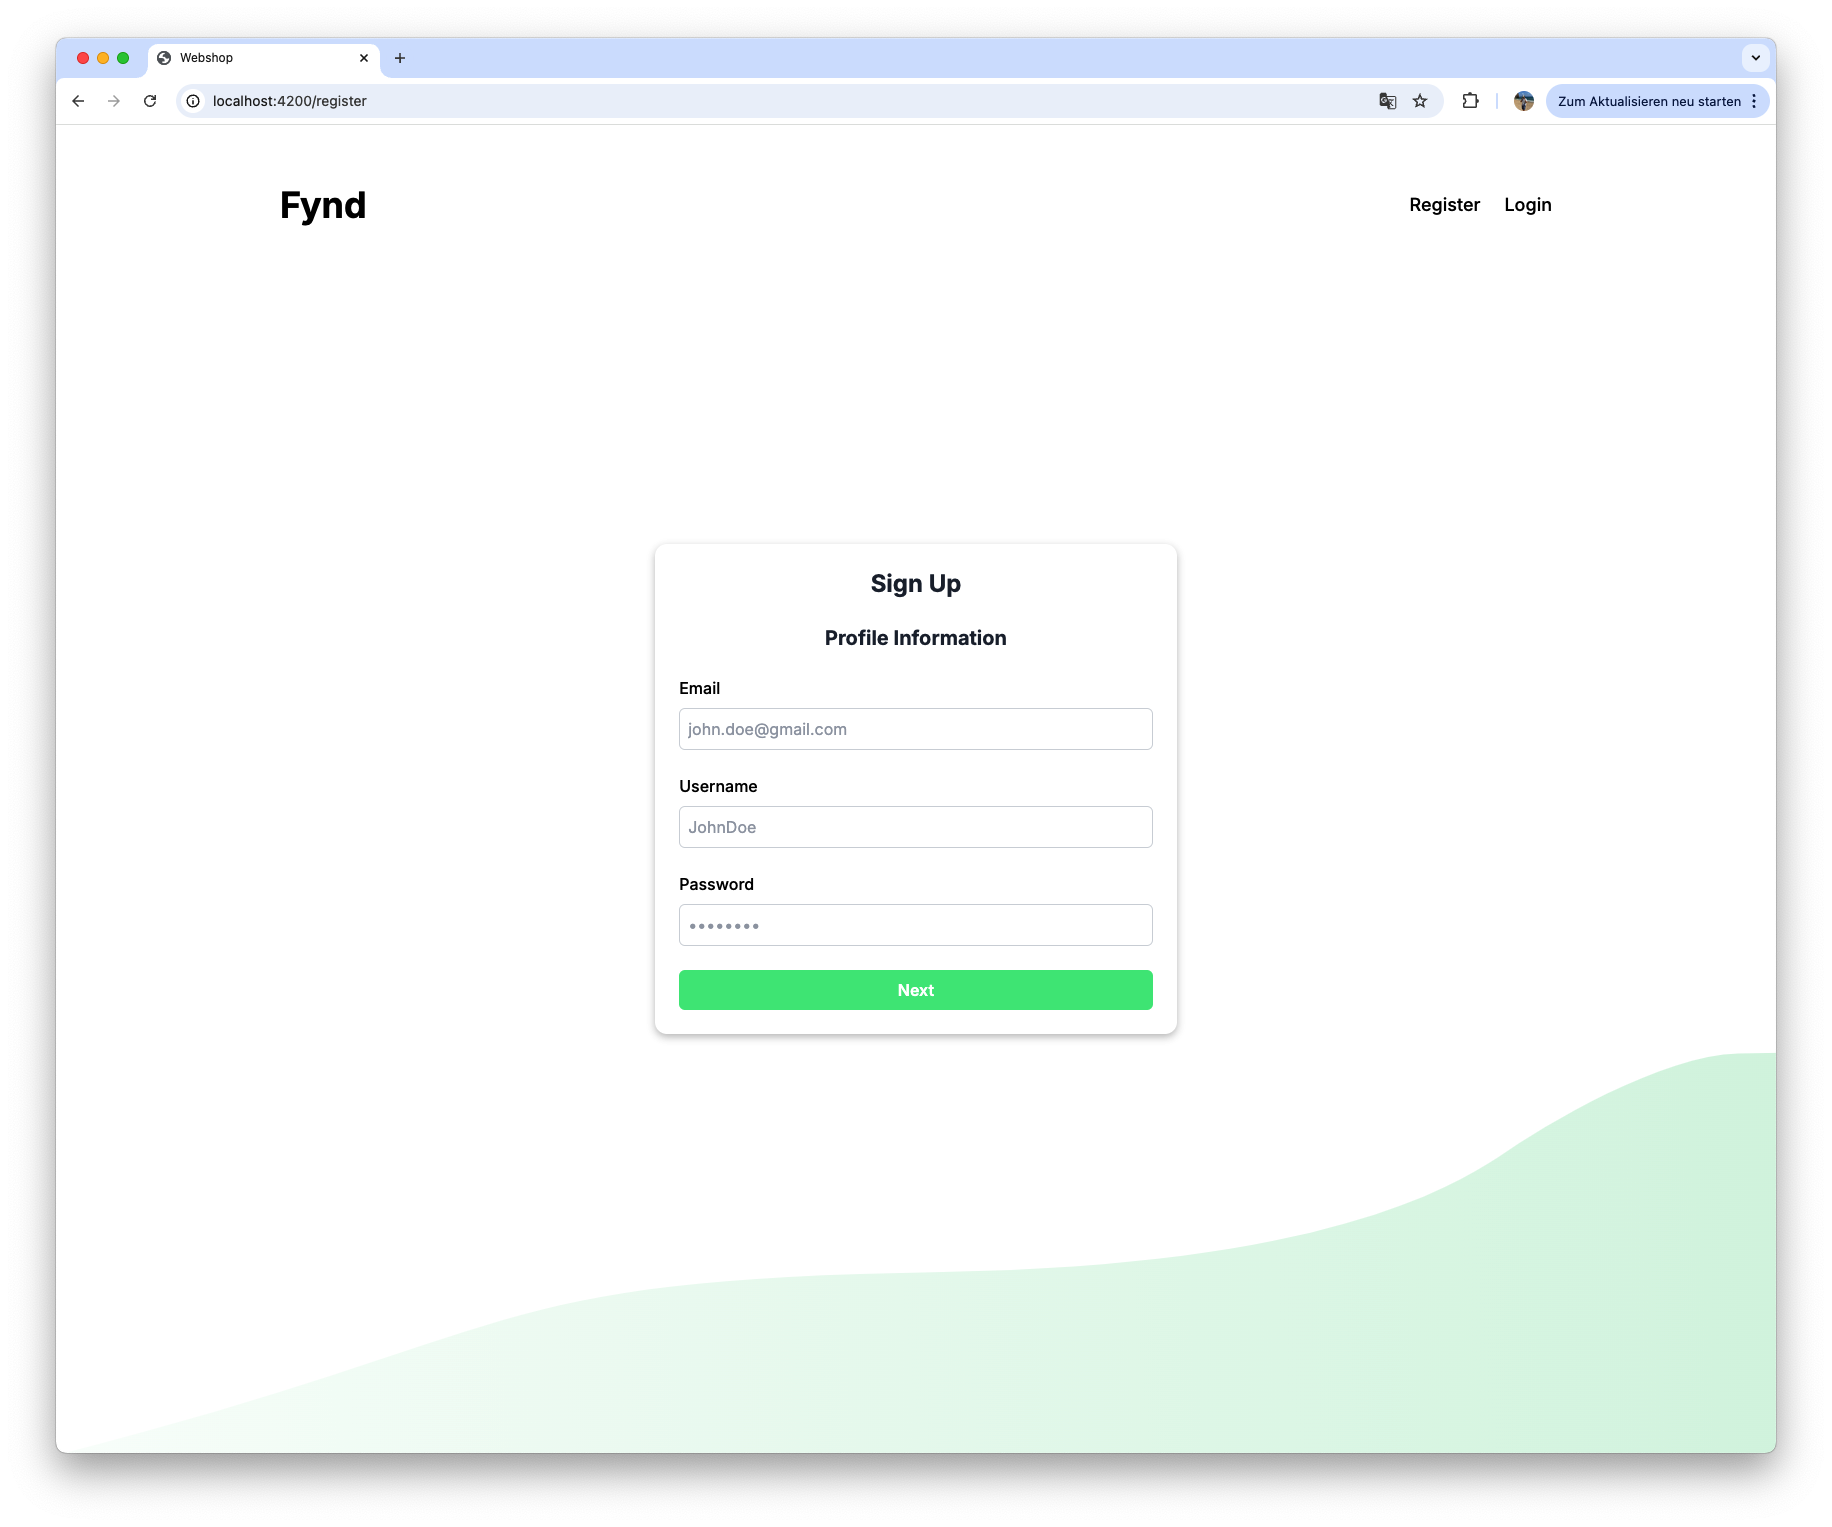 Webshop
localhost:4200/register
Zum Aktualisieren neu starten
Fynd
Register Login
Sign Up
Profile Information
Email
john.doe@gmail.com
Username
JohnDoe
Password
••••••••
Next